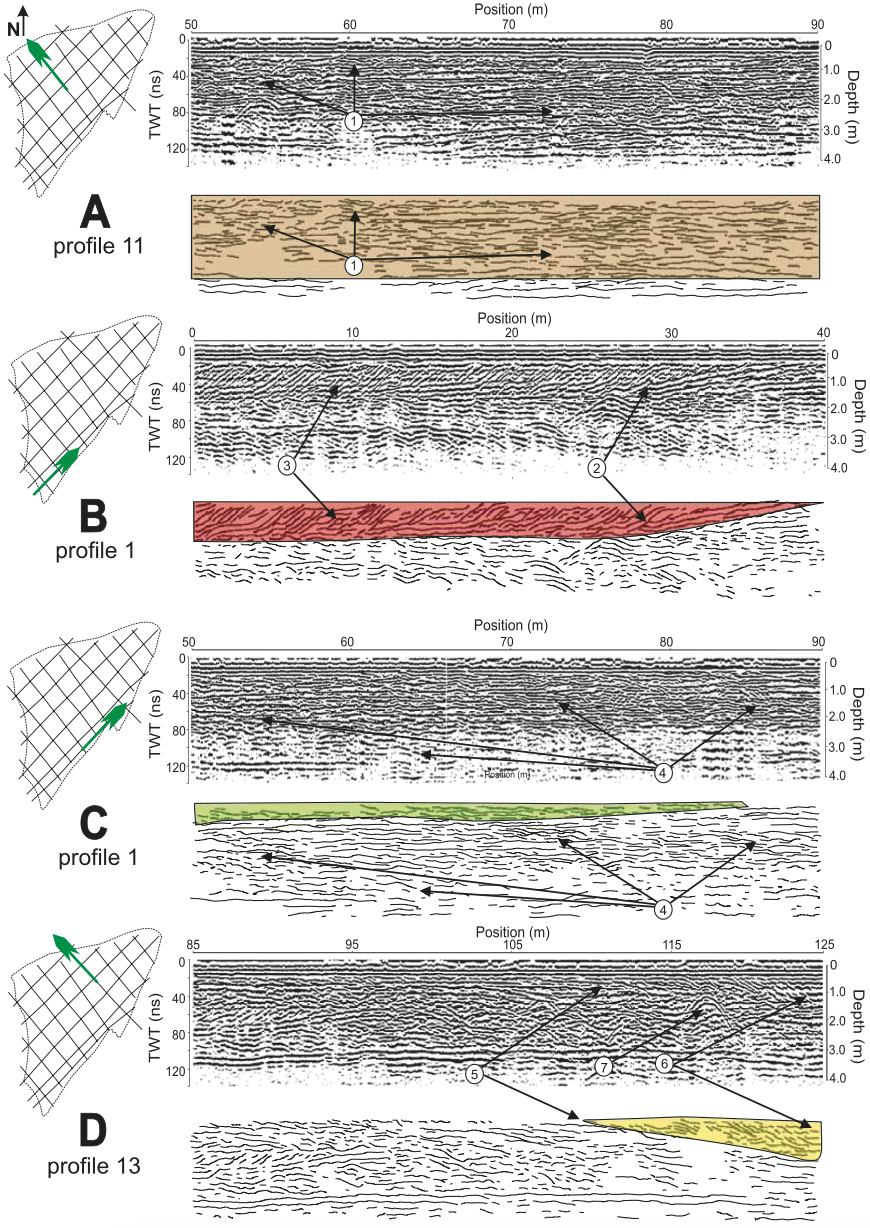 N
Position (m)
50 60 70 80 90
TWT (ns)
0
40
80
120
Depth (m)
0
1.0
2.0
3.0
4.0
1
A
profile 11
1
Position (m)
0 10 20 30 40
TWT (ns)
0
40
80
120
Depth (m)
0
1.0
2.0
3.0
4.0
3 2
B
profile 1
Position (m)
50 60 70 80 90
TWT (ns)
0
40
80
120
Depth (m)
0
1.0
2.0
3.0
4.0
4
Position (m)
C
profile 1
4
Position (m)
85 95 105 115 125
TWT (ns)
0
40
80
120
Depth (m)
0
1.0
2.0
3.0
4.0
5 7 6
D
profile 13